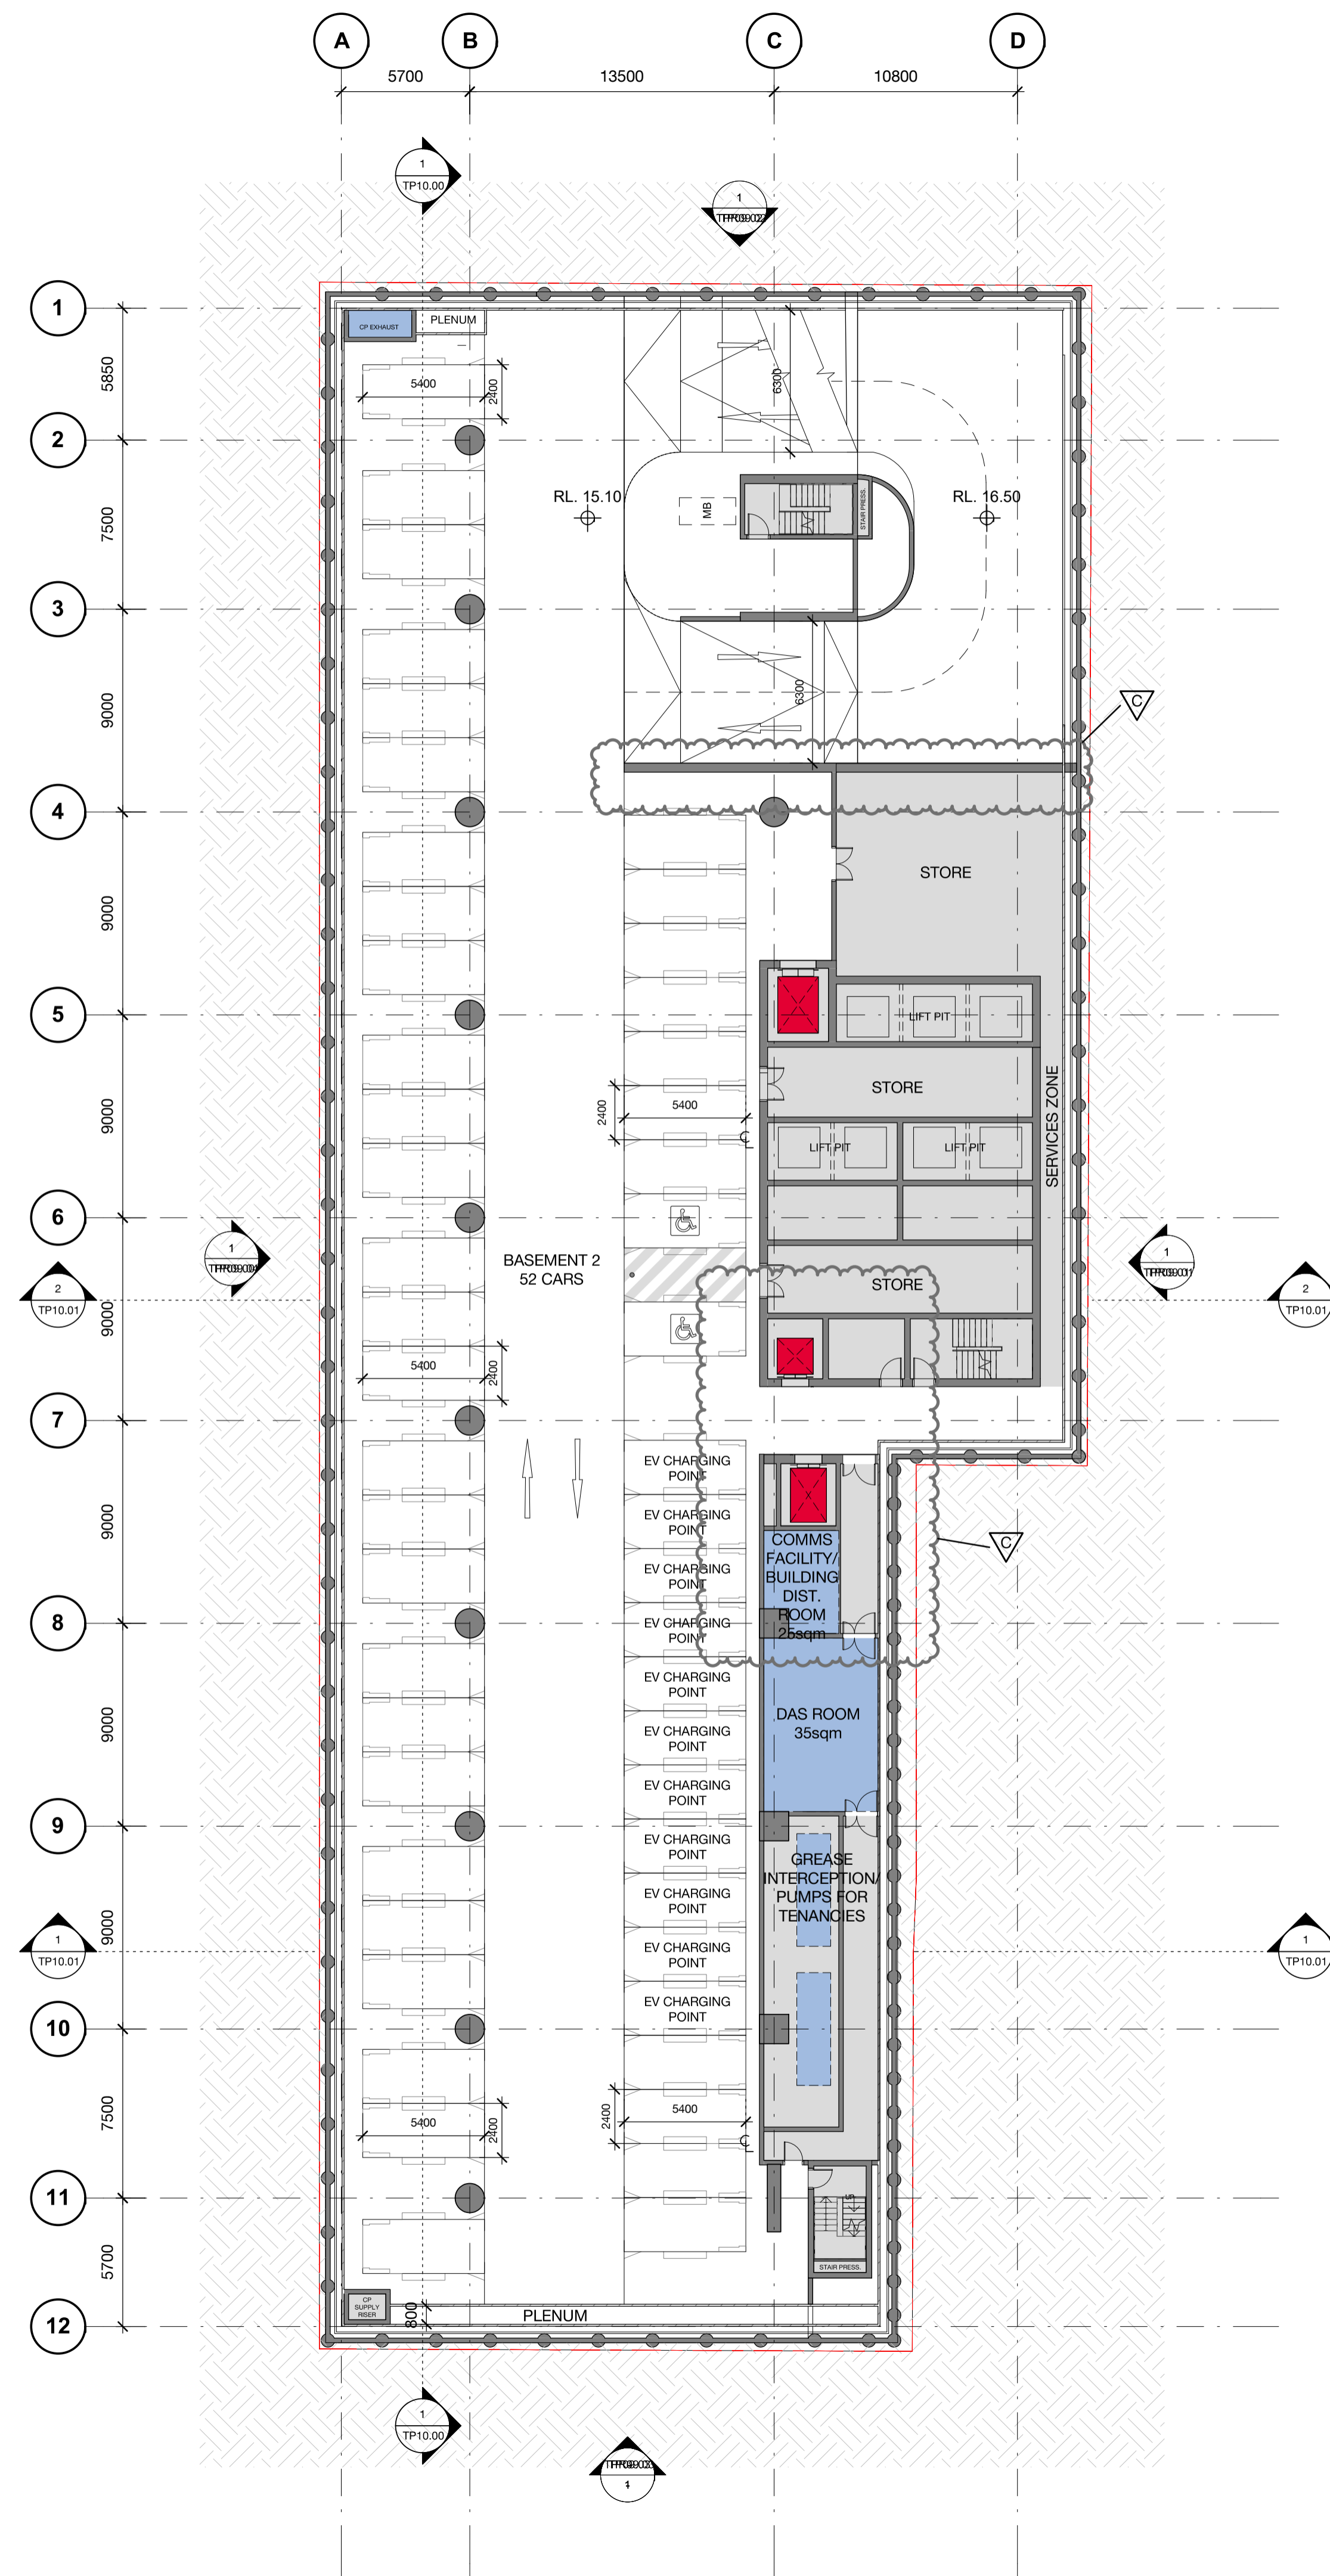 A
B
C
D
5700
13500
10800
1
TP10.00
1
1
5850
2
7500
3
9000
4
9000
5
9000
6
9000
7
9000
8
9000
9
9000
10
7500
11
5700
12
CP EXHAUST
PLENUM
5400
2400
6300
RL. 15.10
MB
STAIR PRESS.
RL. 16.50
6300
C
STORE
LIFT PIT
STORE
2400
5400
CL
LIFT PIT
LIFT PIT
SERVICES ZONE
1
1
BASEMENT 2
52 CARS
STORE
2
TP10.01
2
TP10.01
5400
2400
EV CHARGING
POINT
EV CHARGING
POINT
EV CHARGING
POINT
EV CHARGING
POINT
EV CHARGING
POINT
EV CHARGING
POINT
EV CHARGING
POINT
EV CHARGING
POINT
EV CHARGING
POINT
EV CHARGING
POINT
EV CHARGING
POINT
COMMS
FACILITY/
BUILDING
DIST.
ROOM
25sqm
C
DAS ROOM
35sqm
GREASE
INTERCEPTION/
PUMPS FOR
TENANCIES
1
TP10.01
1
TP10.01
5400
2400
2400
5400
CL
UP
STAIR PRESS.
CP
SUPPLY
RISER
800
PLENUM
1
TP10.00
1